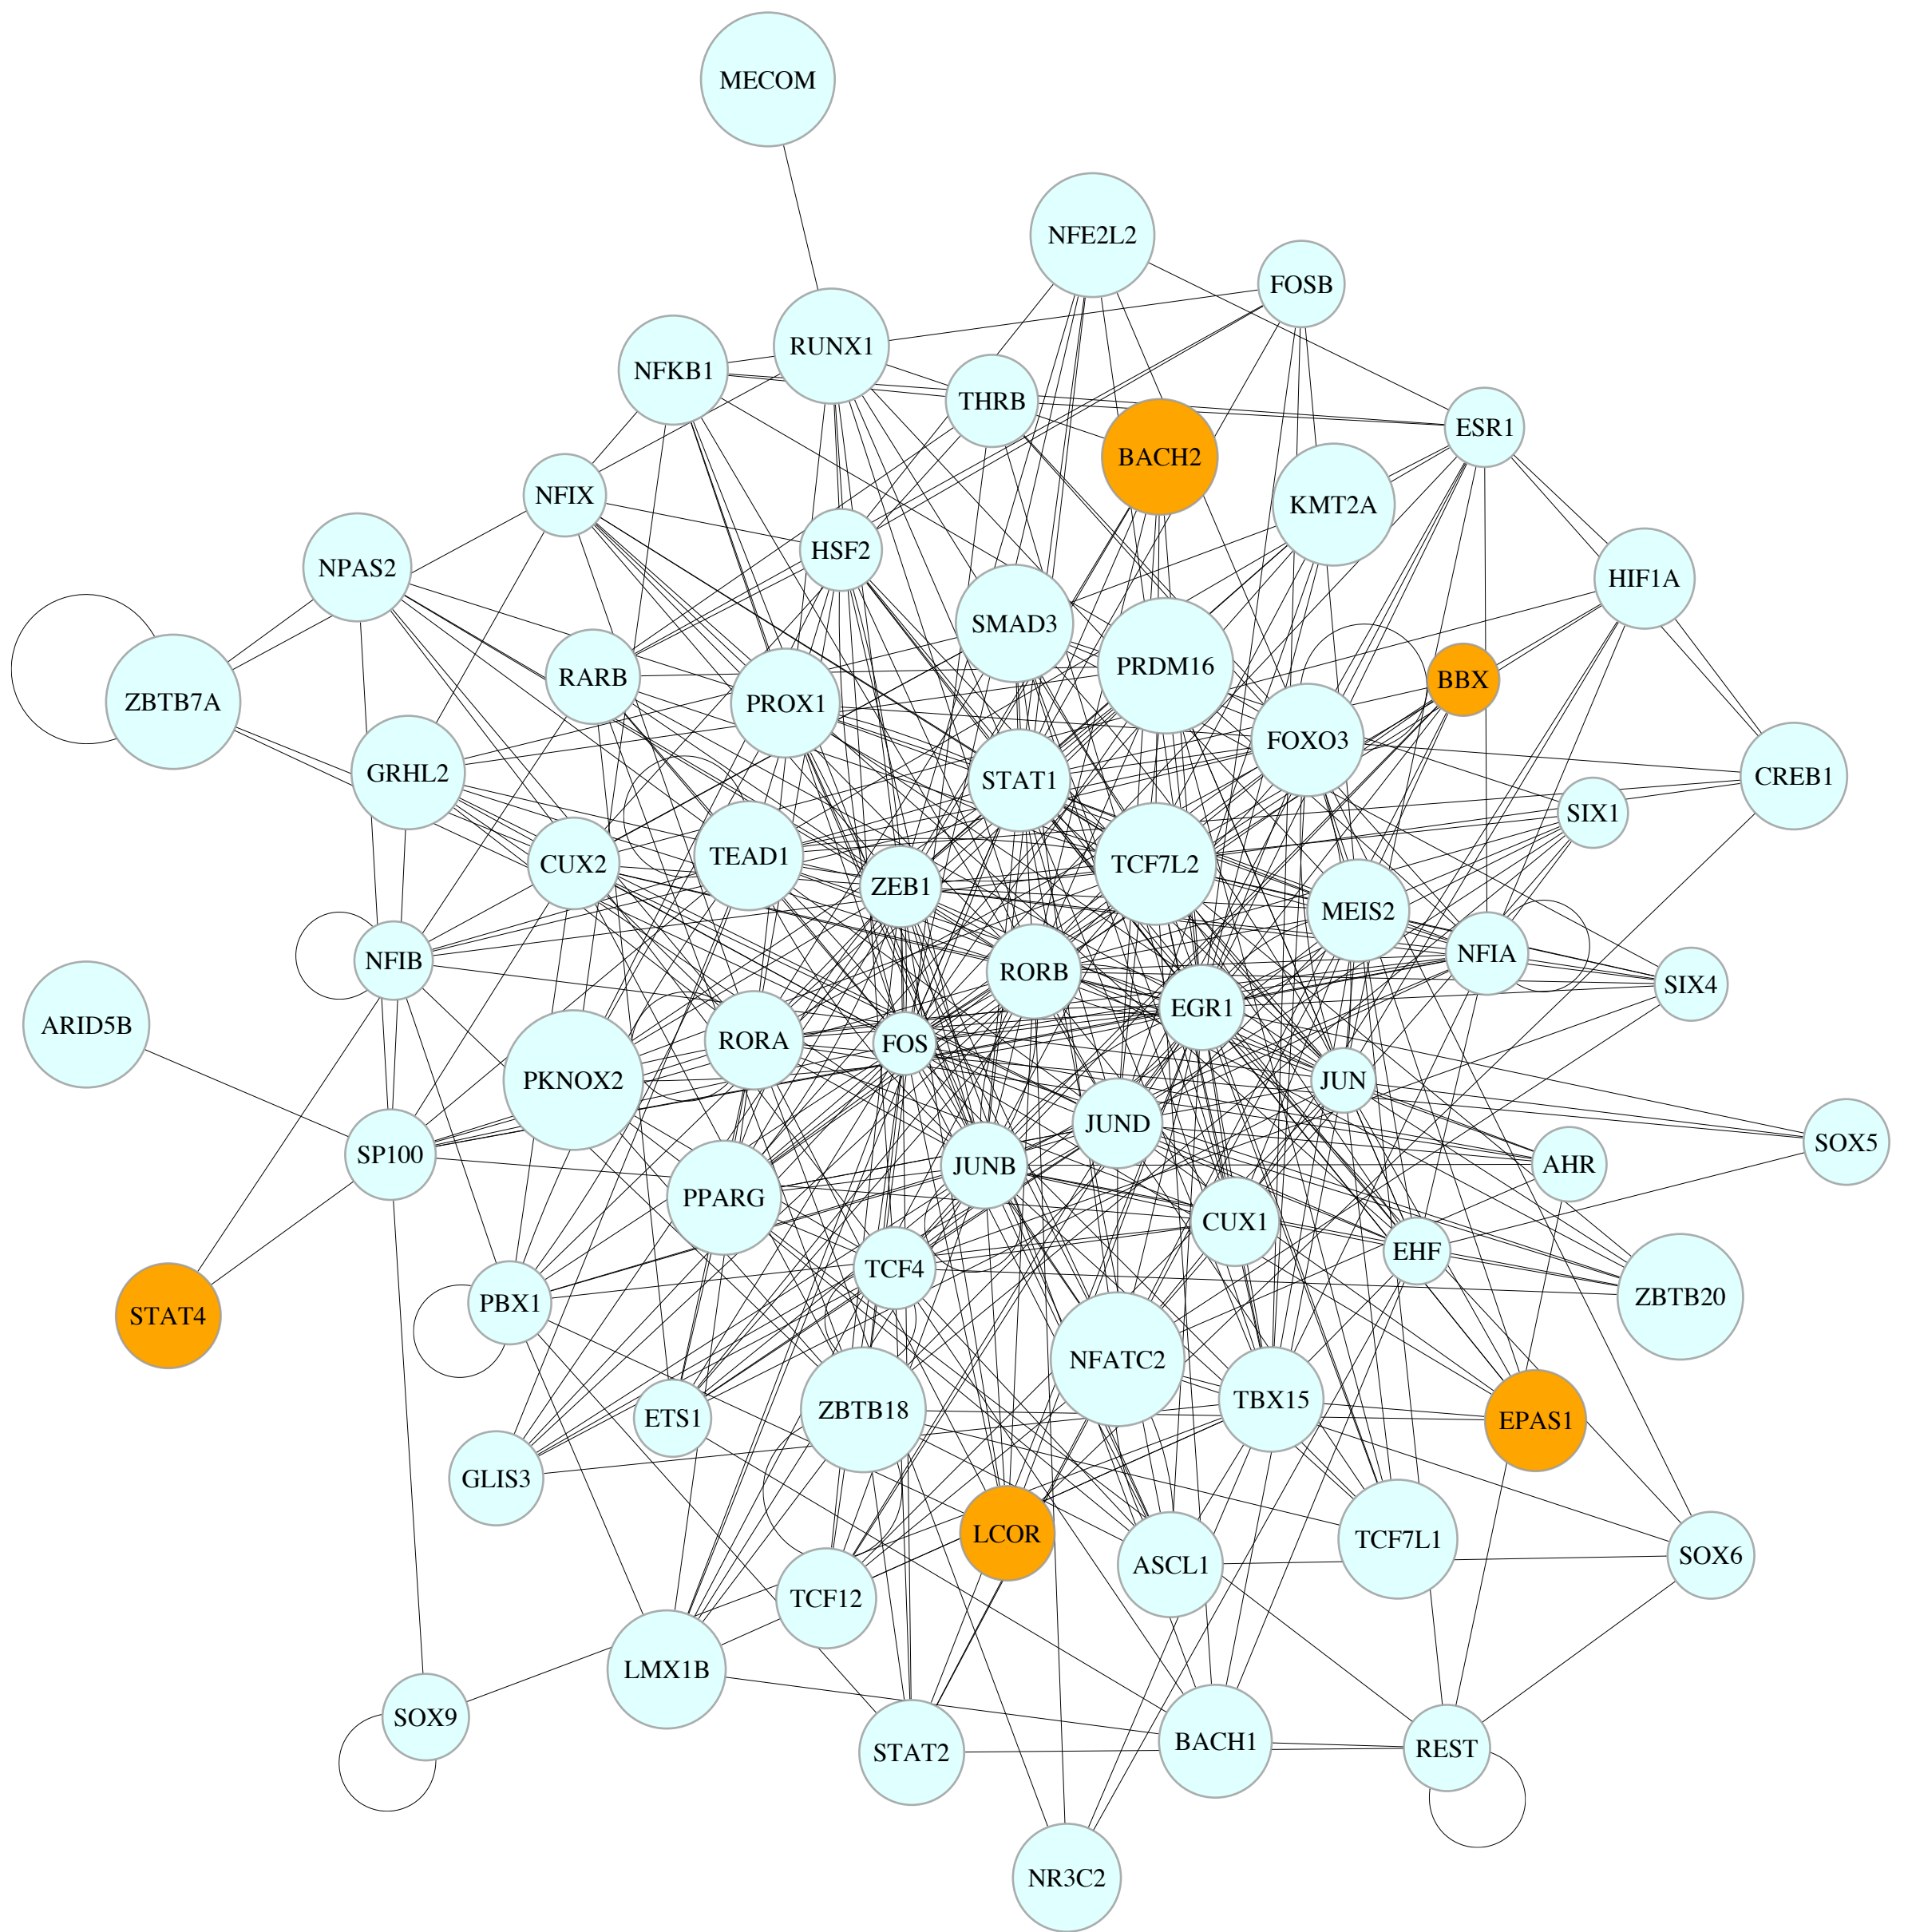 MECOM
NFE2L2
FOSB
RUNX1
NFKB1
THRB
ESR1
BACH2
NFIX
KMT2A
HSF2
NPAS2
HIF1A
SMAD3
PRDM16
RARB
BBX
ZBTB7A
PROX1
FOXO3
GRHL2
STAT1
CREB1
SIX1
TEAD1
CUX2
TCF7L2
ZEB1
MEIS2
NFIA
NFIB
RORB
SIX4
EGR1
ARID5B
RORA
FOS
PKNOX2
JUN
JUND
SOX5
SP100
JUNB
AHR
PPARG
CUX1
EHF
TCF4
ZBTB20
PBX1
STAT4
NFATC2
TBX15
ZBTB18
ETS1
EPAS1
GLIS3
LCOR
TCF7L1
SOX6
ASCL1
TCF12
LMX1B
SOX9
BACH1
REST
STAT2
NR3C2